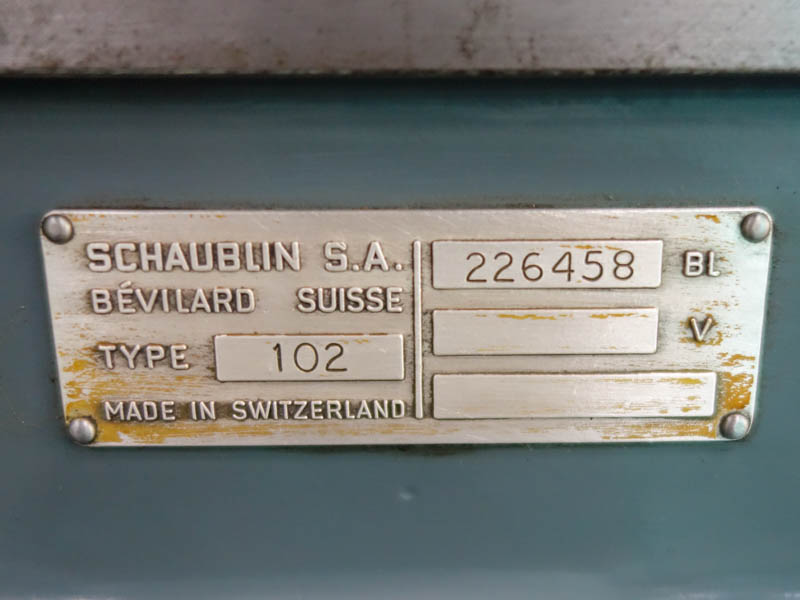 SCHAUBLIN S.A.
BÉVILARD SUISSE
TYPE 102
MADE IN SWITZERLAND
226458 Bl
V